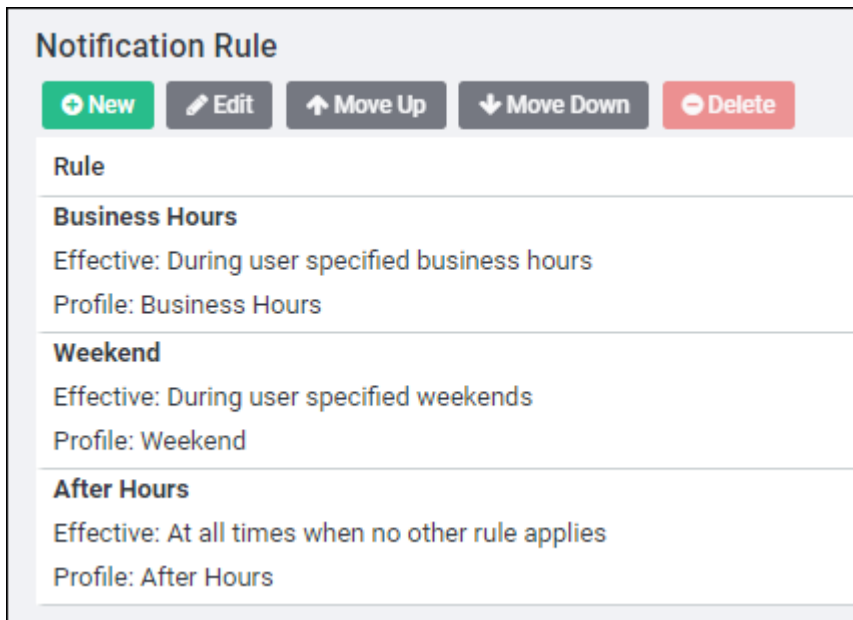 Notification Rule
New Edit Move Up Move Down Delete
Rule
Business Hours
Effective: During user specified business hours
Profile: Business Hours
Weekend
Effective: During user specified weekends
Profile: Weekend
After Hours
Effective: At all times when no other rule applies
Profile: After Hours